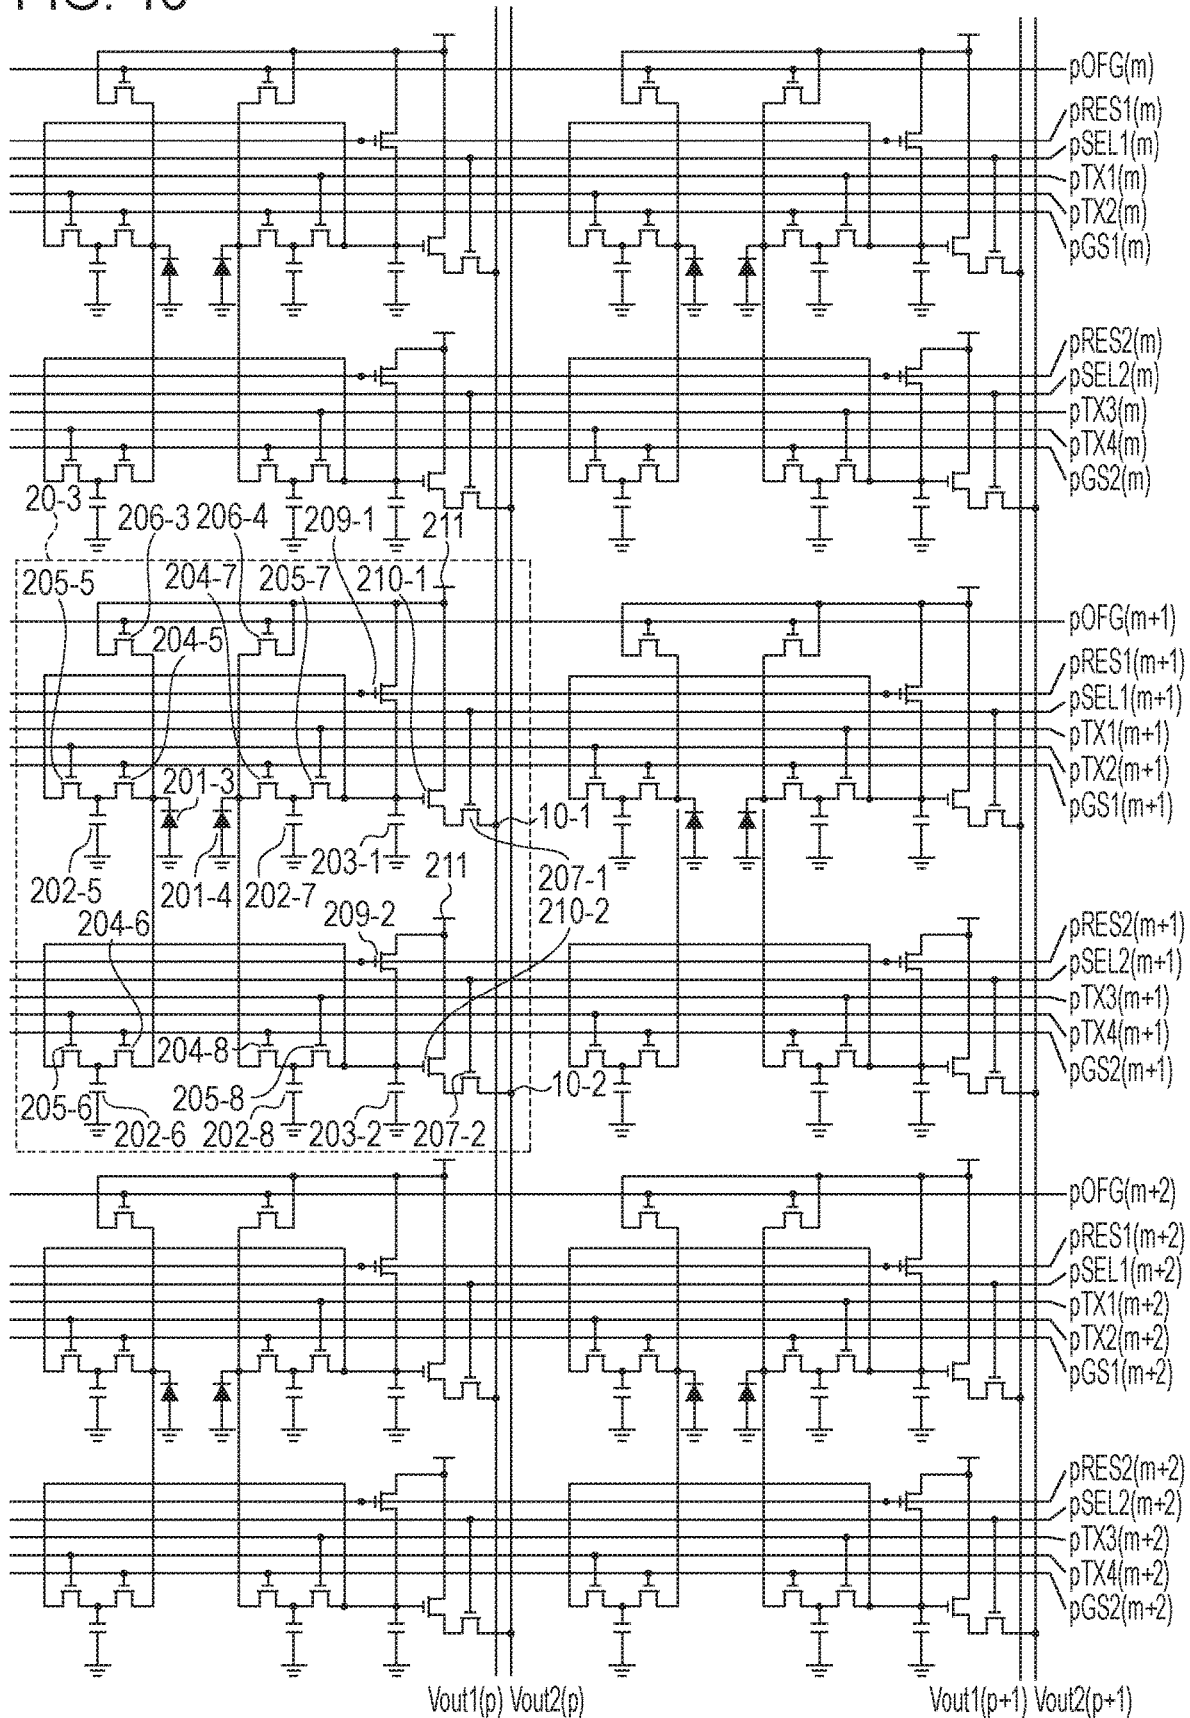 pOFG(m)
pRES1(m)
pSEL1(m)
pTX1(m)
pTX2(m)
pGS1(m)
pRES2(m)
pSEL2(m)
pTX3(m)
pTX4(m)
pGS2(m)
20-3
206-3 206-4 209-1 211
205-5 204-7 205-7 210-1
204-5
pOFG(m+1)
pRES1(m+1)
pSEL1(m+1)
pTX1(m+1)
pTX2(m+1)
pGS1(m+1)
201-3
10-1
203-1
202-5 201-4 202-7
207-1
211
204-6
209-2
210-2
pRES2(m+1)
pSEL2(m+1)
pTX3(m+1)
pTX4(m+1)
pGS2(m+1)
204-8
10-2
205-6
205-8
202-6 202-8 203-2 207-2
pOFG(m+2)
pRES1(m+2)
pSEL1(m+2)
pTX1(m+2)
pTX2(m+2)
pGS1(m+2)
pRES2(m+2)
pSEL2(m+2)
pTX3(m+2)
pTX4(m+2)
pGS2(m+2)
Vout1(p) Vout2(p)
Vout1(p+1) Vout2(p+1)